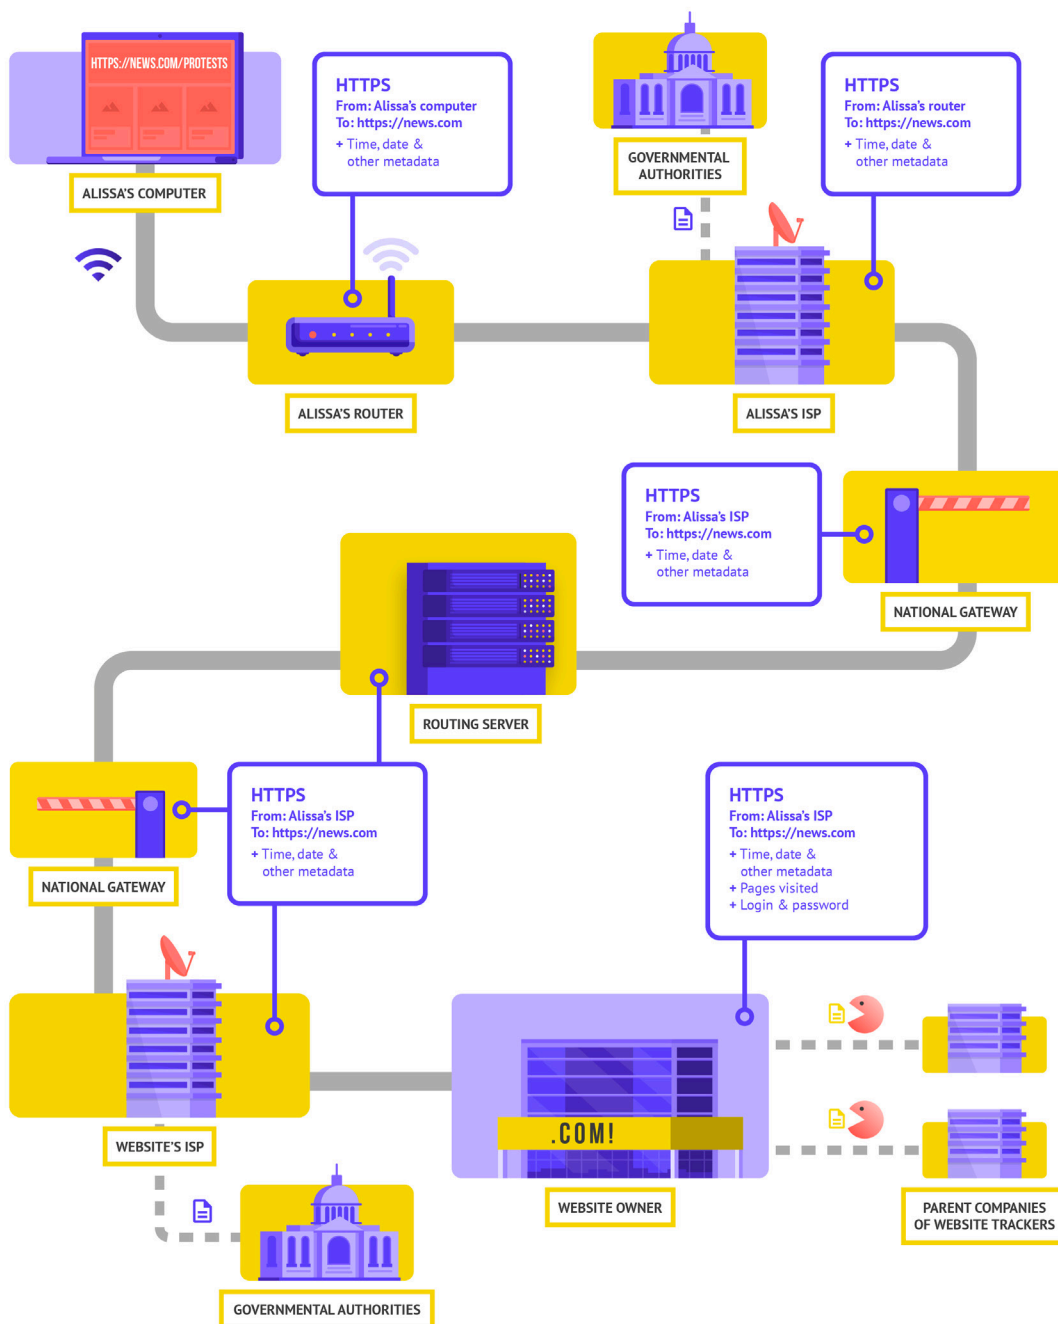 HTTPS://NEWS.COM/PROTESTS
ALISSA'S COMPUTER
HTTPS
From: Alissa's computer
To: https://news.com
+ Time, date &
other metadata
ALISSA'S ROUTER
GOVERNMENTAL
AUTHORITIES
HTTPS
From: Alissa's router
To: https://news.com
+ Time, date &
other metadata
ALISSA'S ISP
HTTPS
From: Alissa's ISP
To: https://news.com
+ Time, date &
other metadata
NATIONAL GATEWAY
ROUTING SERVER
NATIONAL GATEWAY
HTTPS
From: Alissa's ISP
To: https://news.com
+ Time, date &
other metadata
WEBSITE'S ISP
GOVERNMENTAL AUTHORITIES
HTTPS
From: Alissa's ISP
To: https://news.com
+ Time, date &
other metadata
+ Pages visited
+ Login & password
.COM!
WEBSITE OWNER
PARENT COMPANIES
OF WEBSITE TRACKERS